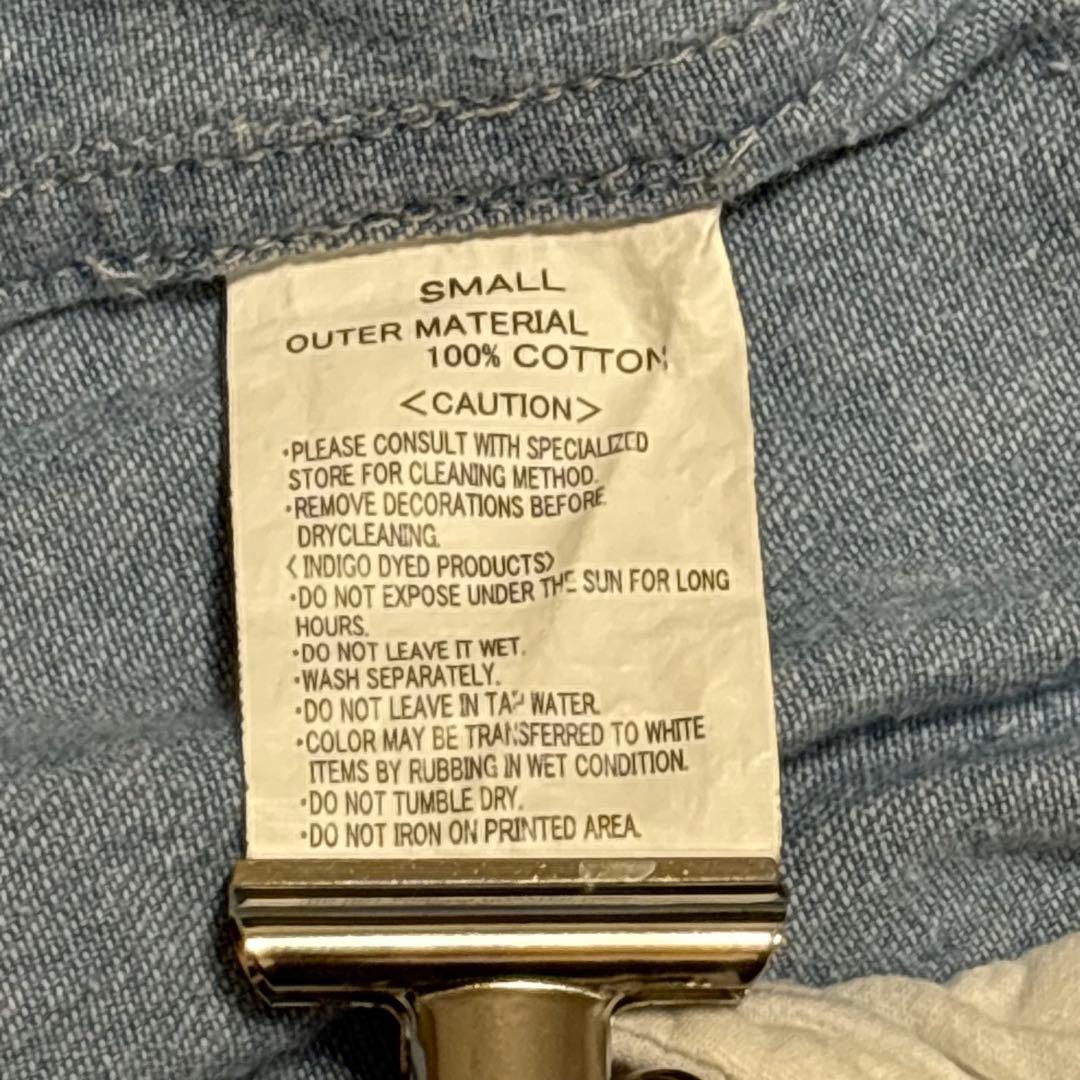 SMALL
OUTER MATERIAL
100% COTTON
<CAUTION>
・PLEASE CONSULT WITH SPECIALIZED
STORE FOR CLEANING METHOD.
・REMOVE DECORATIONS BEFORE
DRYCLEANING.
<INDIGO DYED PRODUCTS>
・DO NOT EXPOSE UNDER THE SUN FOR LONG
HOURS.
・DO NOT LEAVE IT WET.
・WASH SEPARATELY.
・DO NOT LEAVE IN TAP WATER.
・COLOR MAY BE TRANSFERRED TO WHITE
ITEMS BY RUBBING IN WET CONDITION.
・DO NOT TUMBLE DRY.
・DO NOT IRON ON PRINTED AREA.